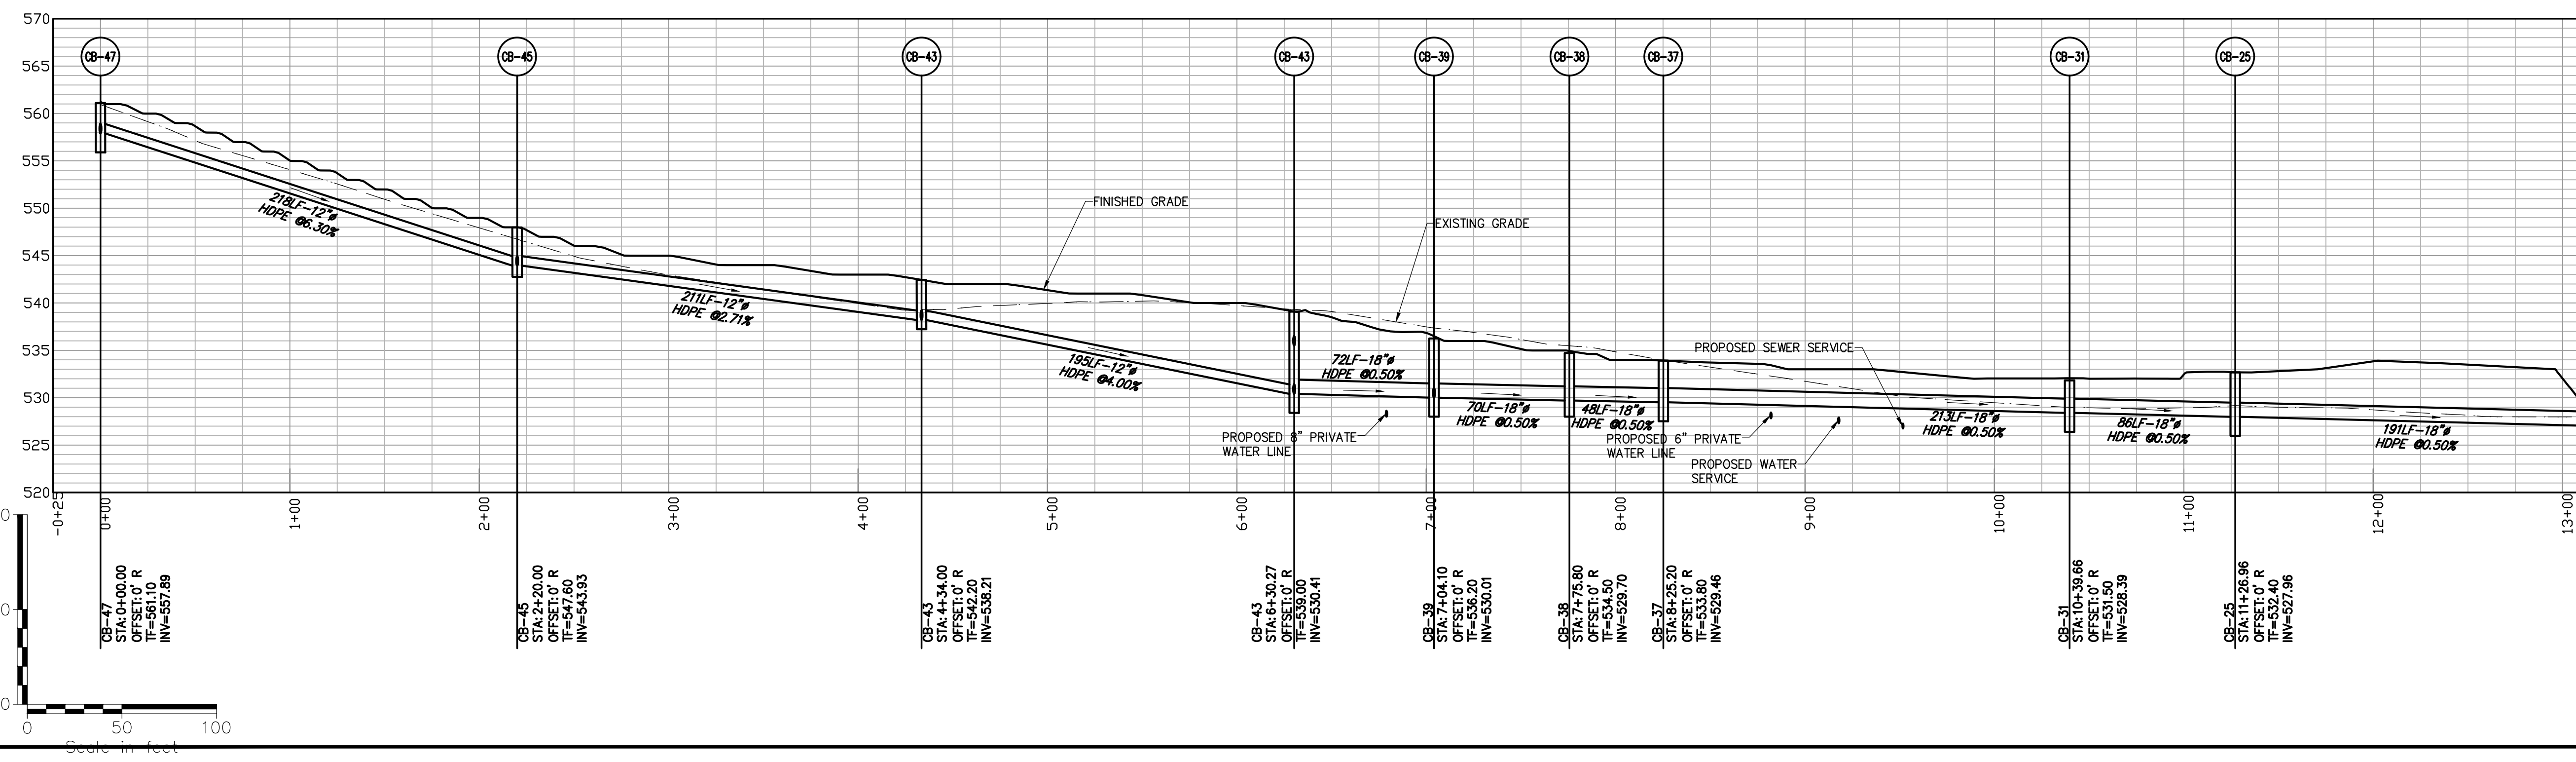 570
565
560
555
550
545
540
535
530
525
520
CB-47
CB-45
CB-43
CB-43
CB-39
CB-38
CB-37
CB-31
CB-25
218LF-12"ø
HDPE @6.30%
211LF-12"ø
HDPE @2.71%
195LF-12"ø
HDPE @4.00%
72LF-18"ø
HDPE @0.50%
70LF-18"ø
HDPE @0.50%
48LF-18"ø
HDPE @0.50%
213LF-18"ø
HDPE @0.50%
86LF-18"ø
HDPE @0.50%
191LF-18"ø
HDPE @0.50%
FINISHED GRADE
EXISTING GRADE
PROPOSED SEWER SERVICE
PROPOSED 8" PRIVATE
WATER LINE
PROPOSED 6" PRIVATE
WATER LINE
PROPOSED WATER
SERVICE
-0+25
0+00
1+00
2+00
3+00
4+00
5+00
6+00
7+00
8+00
9+00
10+00
11+00
12+00
13+00
CB-47
STA:0+00.00
OFFSET:0' R
TF=561.10
INV=557.89
CB-45
STA:2+20.00
OFFSET:0' R
TF=547.60
INV=543.93
CB-43
STA:4+34.00
OFFSET:0' R
TF=542.20
INV=538.21
CB-43
STA:6+30.27
OFFSET:0' R
TF=539.00
INV=530.41
CB-39
STA:7+04.10
OFFSET:0' R
TF=536.20
INV=530.01
CB-38
STA:7+75.80
OFFSET:0' R
TF=534.50
INV=529.70
CB-37
STA:8+25.20
OFFSET:0' R
TF=533.80
INV=529.46
CB-31
STA:10+39.66
OFFSET:0' R
TF=531.50
INV=528.39
CB-25
STA:11+26.96
OFFSET:0' R
TF=532.40
INV=527.96
0
0
0
0 50 100
Scale in feet